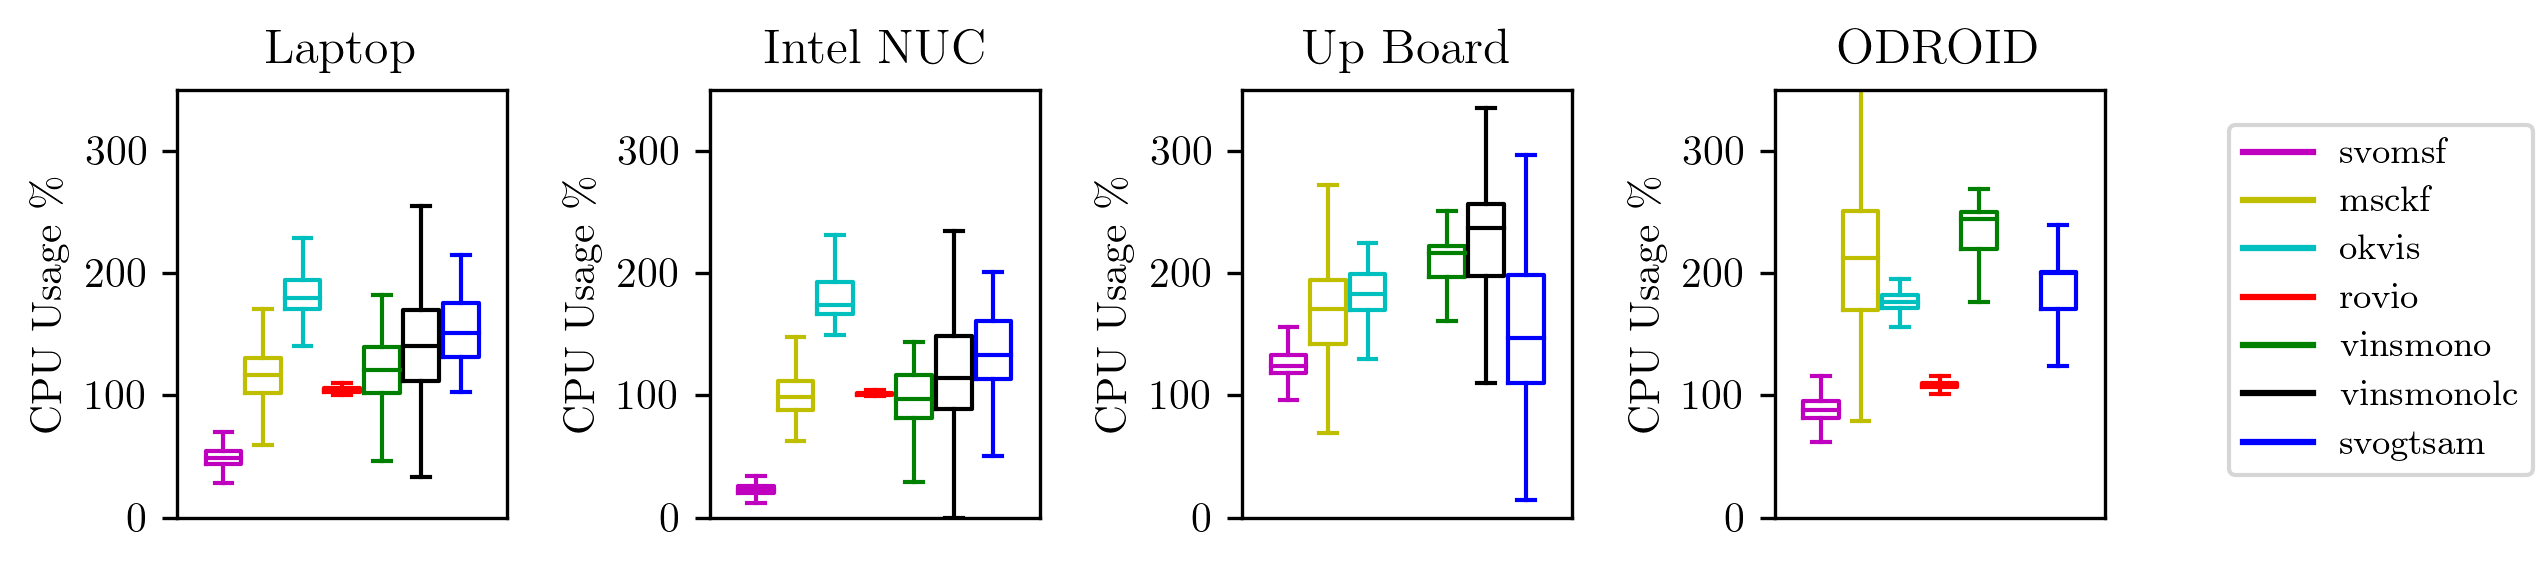 Laptop
Intel NUC
Up Board
ODROID
CPU Usage %
300
200
100
0
CPU Usage %
300
200
100
0
CPU Usage %
300
200
100
0
CPU Usage %
300
200
100
0
svomsf
msckf
okvis
rovio
vinsmono
vinsmonolc
svogtsam